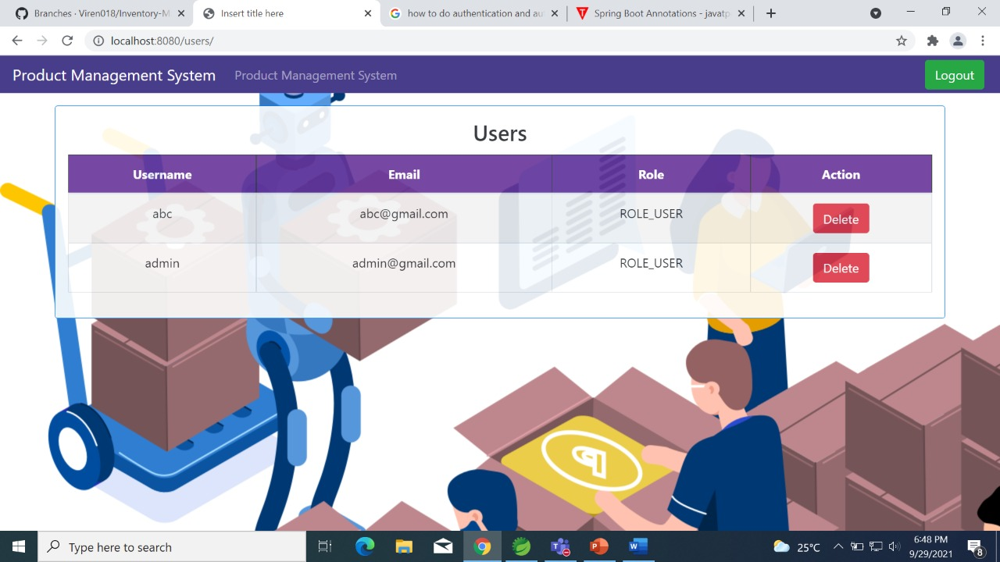 Branches · Viren018/Inventory-M
Insert title here
how to do authentication and au
Spring Boot Annotations - javatp
localhost:8080/users/
Product Management System
Product Management System
Logout
Users
Username Email Role Action
abc abc@gmail.com ROLE_USER Delete
admin admin@gmail.com ROLE_USER Delete
Type here to search
25°C
6:48 PM
9/29/2021
8